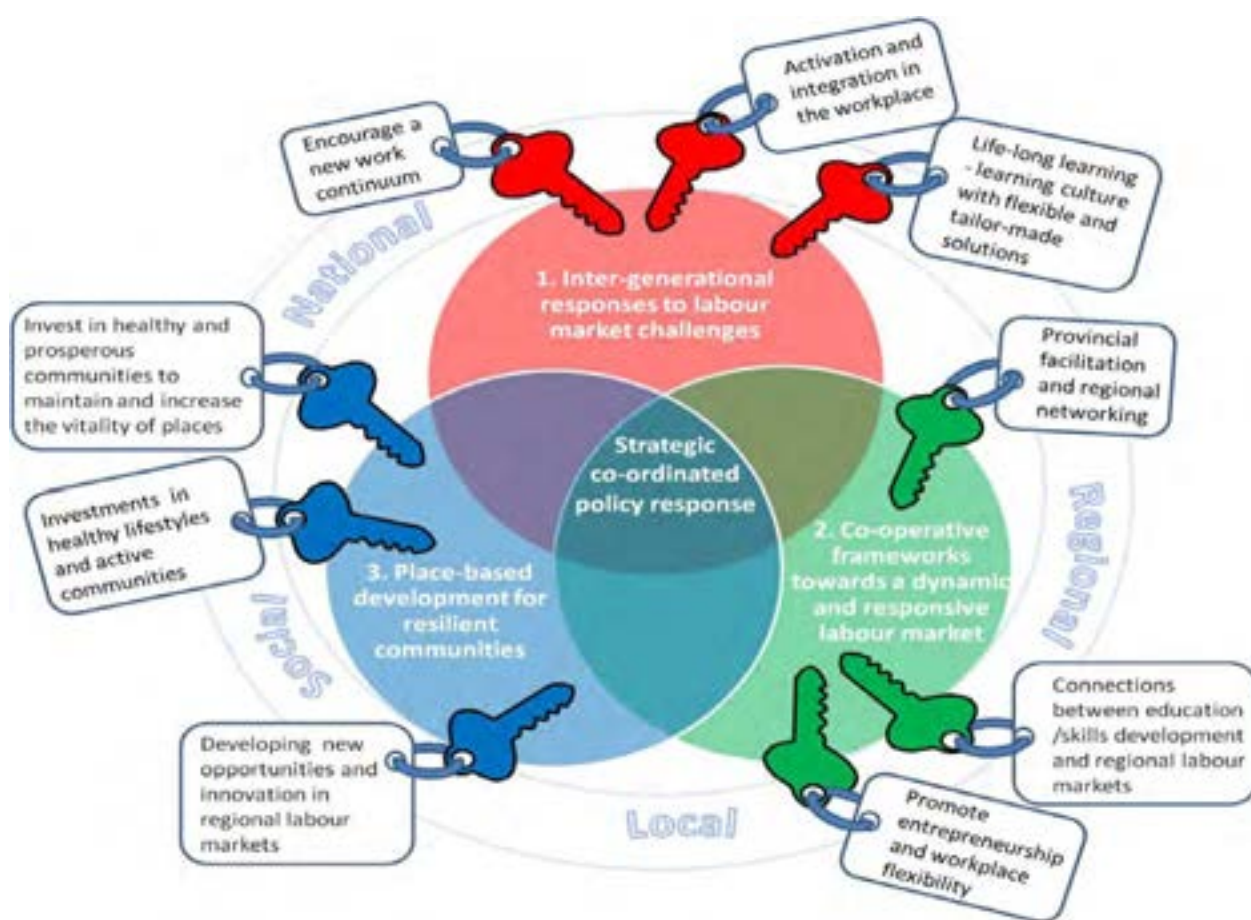 Encourage a
new work
continuum
Activation and
integration in
the workplace
Life-long learning
- learning culture
with flexible and
tailor-made
solutions
National
1. Inter-generational
responses to labour
market challenges
Invest in healthy and
prosperous
communities to
maintain and increase
the vitality of places
Provincial
facilitation
and regional
networking
Strategic
co-ordinated
policy response
Investments in
healthy lifestyles
and active
communities
2. Co-operative
frameworks
towards a dynamic
and responsive
labour market
3. Place-based
development for
resilient
communities
Regional
Social
Developing new
opportunities and
innovation in
regional labour
markets
Connections
between education
/skills development
and regional labour
markets
Local
Promote
entrepreneurship
and workplace
flexibility